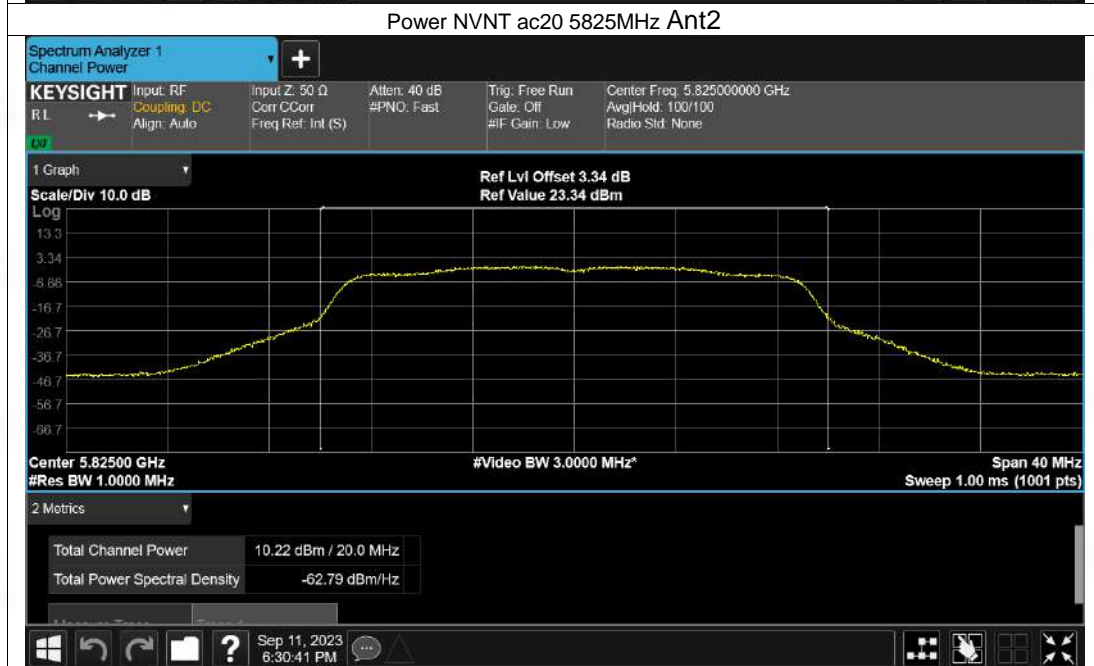 Power NVNT ac20 5825MHz Ant2
Spectrum Analyzer 1
Channel Power
+
KEYSIGHT
RL
LXI
Input: RF
Coupling: DC
Align: Auto
Input Z: 50 Ω
Corr CCorr
Freq Ref: Int (S)
Atten: 40 dB
#PNO: Fast
Trig: Free Run
Gate: Off
#IF Gain: Low
Center Freq: 5.825000000 GHz
Avg|Hold: 100/100
Radio Std: None
1 Graph
Scale/Div 10.0 dB
Ref Lvl Offset 3.34 dB
Ref Value 23.34 dBm
Log
13.3
3.34
-6.66
-16.7
-26.7
-36.7
-46.7
-56.7
-66.7
Center 5.82500 GHz
#Res BW 1.0000 MHz
#Video BW 3.0000 MHz*
Span 40 MHz
Sweep 1.00 ms (1001 pts)
2 Metrics
Total Channel Power 10.22 dBm / 20.0 MHz
Total Power Spectral Density -62.79 dBm/Hz
?
Sep 11, 2023
6:30:41 PM